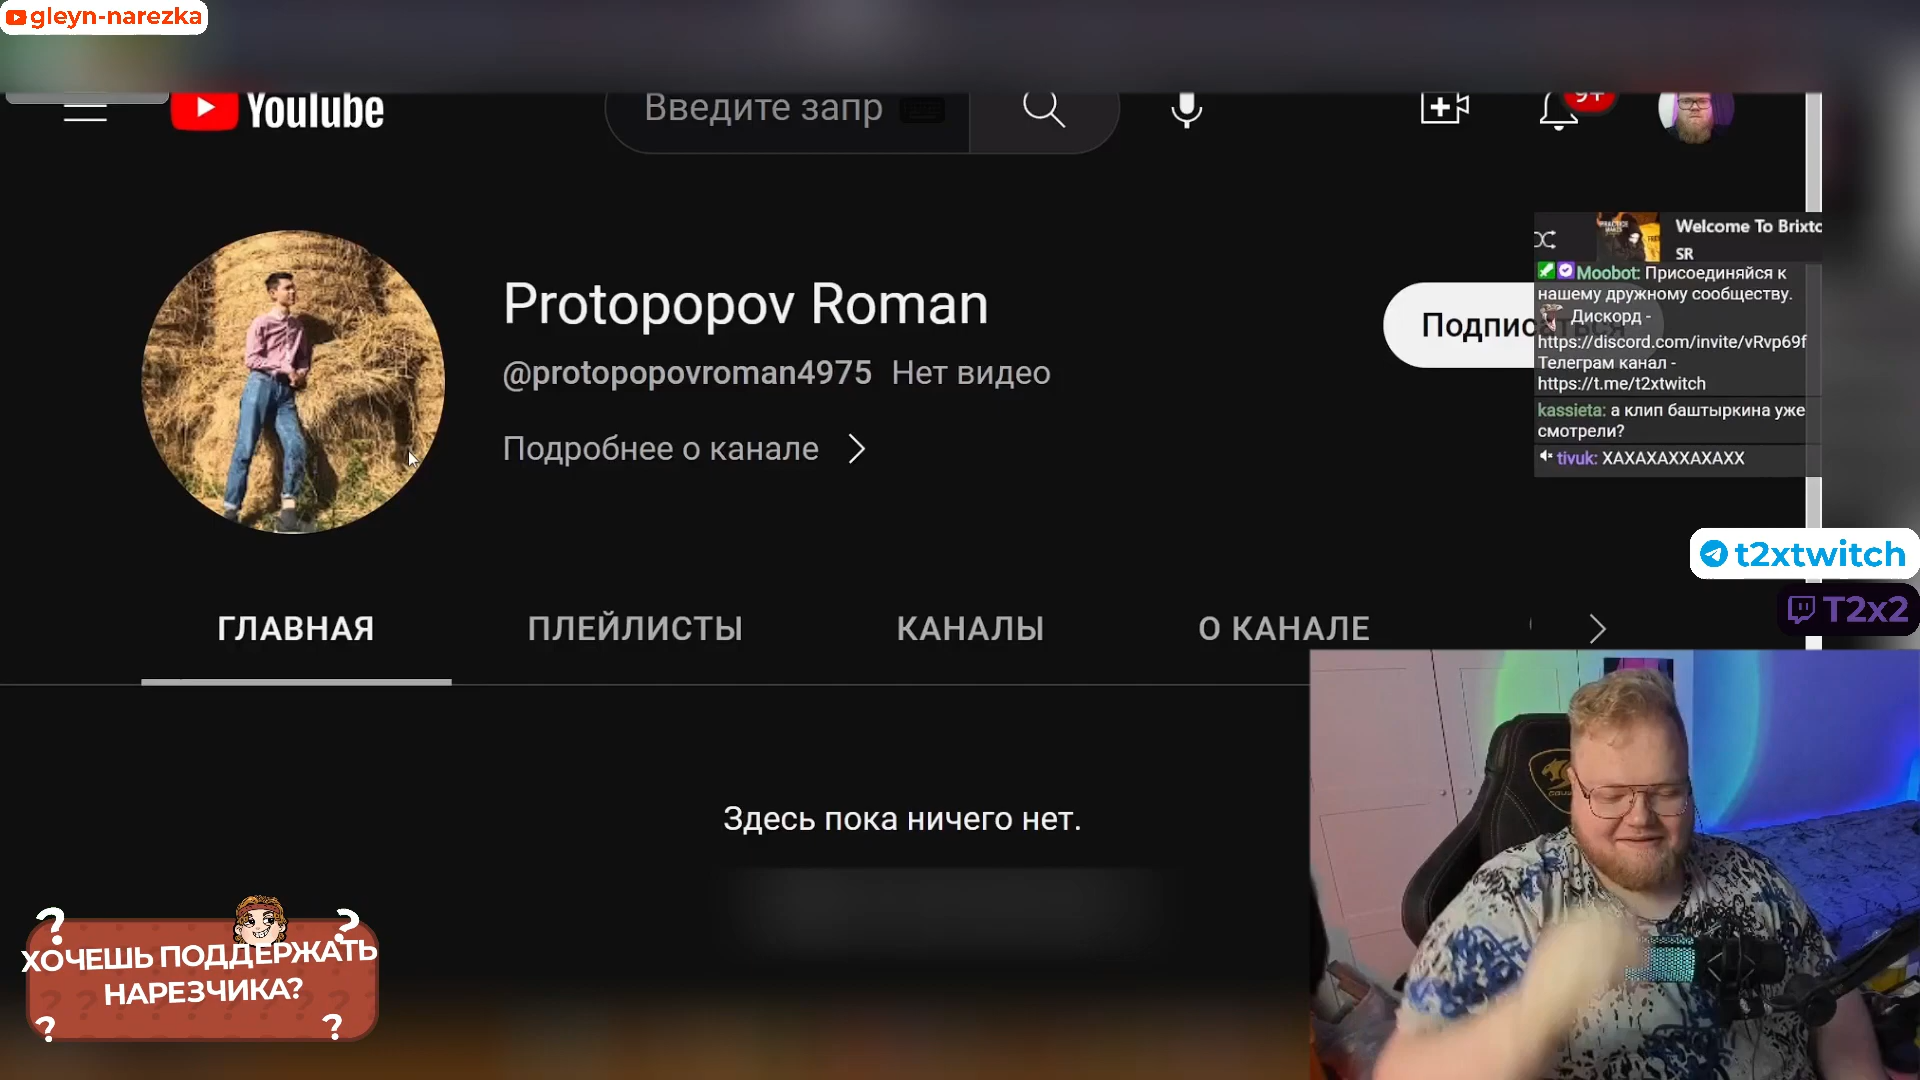 gleyn-narezka
YouTube
Введите запр
9+
Protopopov Roman
@protopopovroman4975 Нет видео
Подробнее о канале
Подписаться
Welcome To Brixto
SR
Moobot: Присоединяйся к
нашему дружному сообществу.
Дискорд -
https://discord.com/invite/vRvp69f
Телеграм канал -
https://t.me/t2xtwitch
kassieta: а клип баштыркина уже
смотрели?
tivuk: ХАХАХАХХАХАХХ
t2xtwitch
T2x2
ГЛАВНАЯ
ПЛЕЙЛИСТЫ
КАНАЛЫ
О КАНАЛЕ
Здесь пока ничего нет.
ХОЧЕШЬ ПОДДЕРЖАТЬ
НАРЕЗЧИКА?